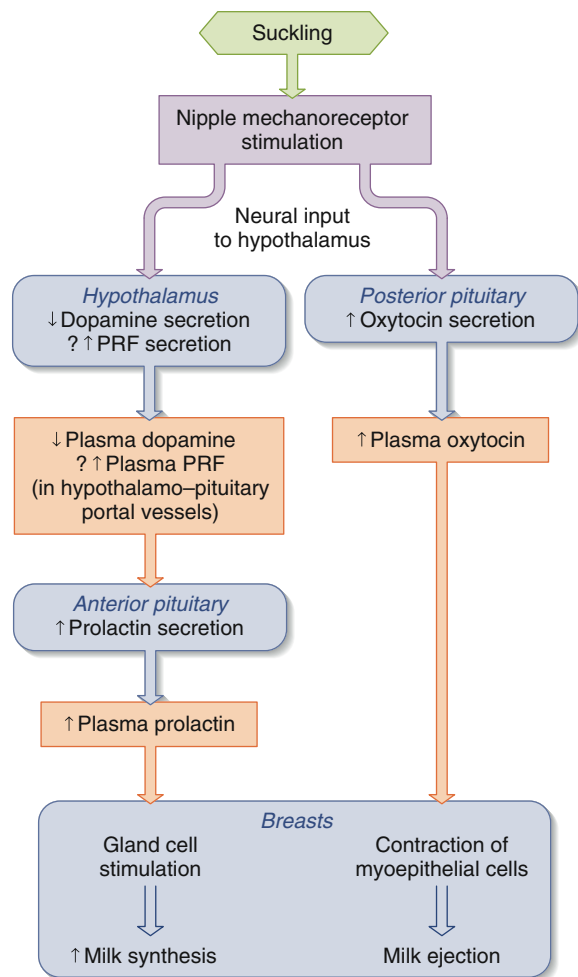 Suckling
Nipple mechanoreceptor
stimulation
Neural input
to hypothalamus
Hypothalamus
↓Dopamine secretion
? ↑PRF secretion
Posterior pituitary
↑Oxytocin secretion
↓Plasma dopamine
? ↑Plasma PRF
(in hypothalamo–pituitary
portal vessels)
↑Plasma oxytocin
Anterior pituitary
↑Prolactin secretion
↑Plasma prolactin
Breasts
Gland cell
stimulation
↑Milk synthesis
Contraction of
myoepithelial cells
Milk ejection